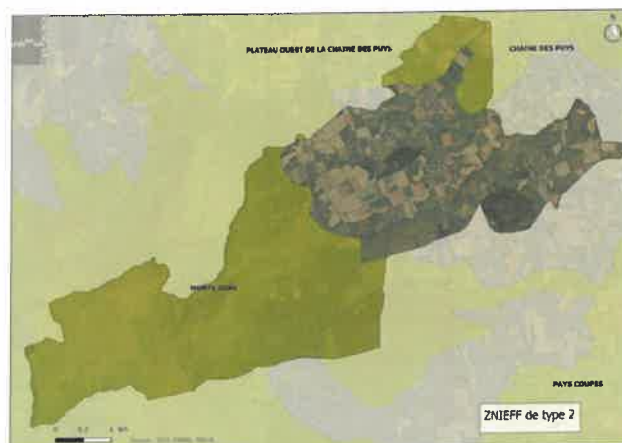 PLATEAU OUEST DE LA CHAINE DES PUYS
CHAINE DES PUYS
MONTS DORE
PAYS COUPES
ZNIEFF de type 2